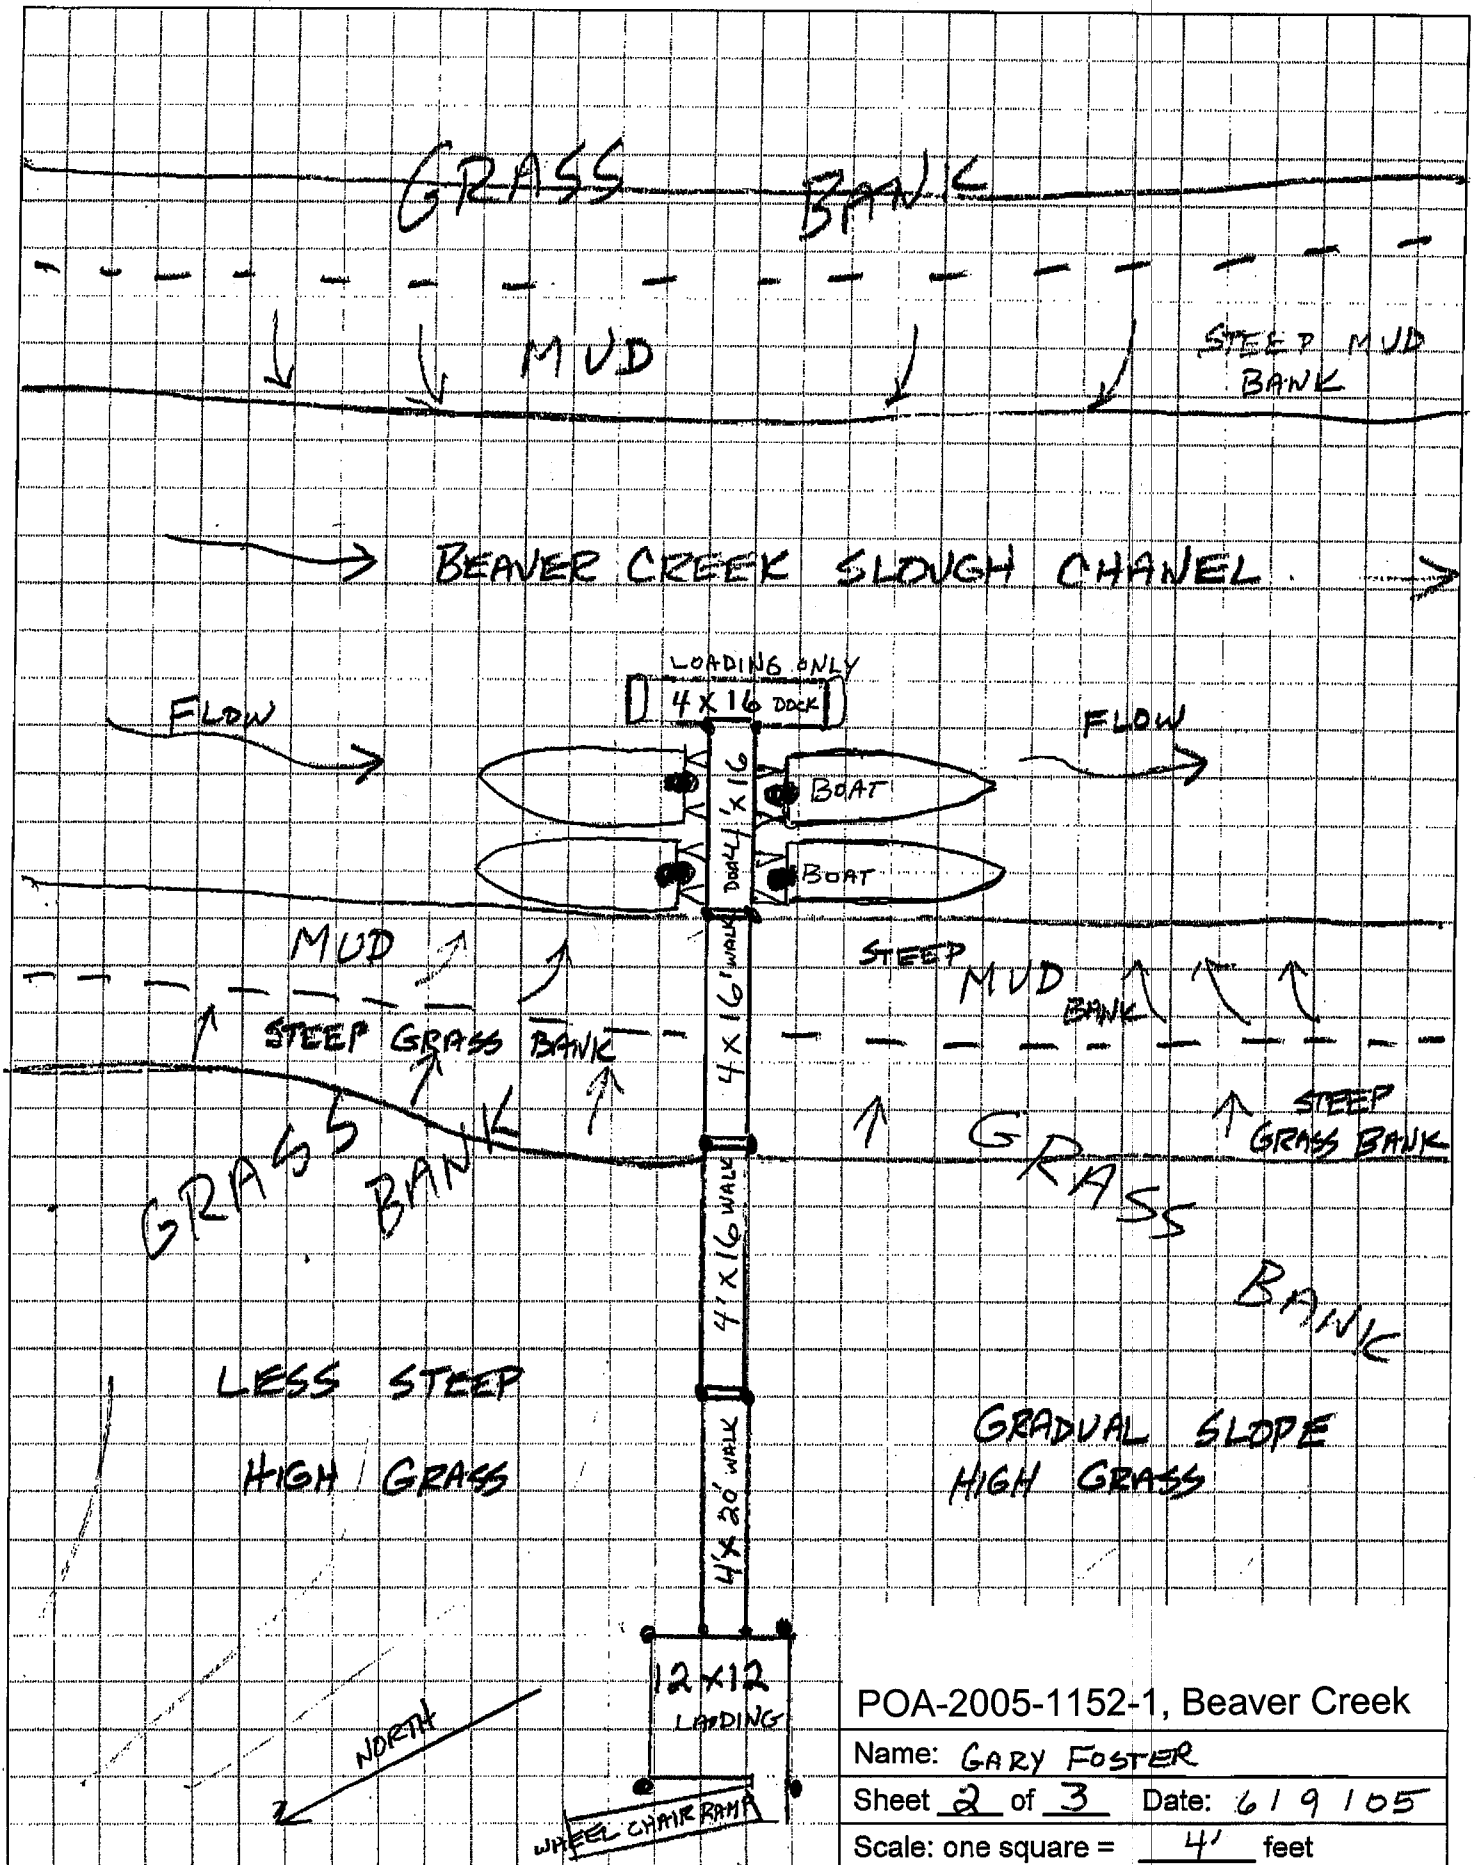 GRASS BANK
MUD
STEEP MUD
BANK
BEAVER CREEK SLOUGH CHANEL
LOADING ONLY
4 X 16 DOCK
FLOW
FLOW
4' X 16
BOAT
BOAT
MUD
4 X 16' WALK
STEEP
MUD
BANK
STEEP GRASS BANK
STEEP
GRASS BANK
GRASS
BANK
GRASS
BANK
4' X 16 WALK
LESS STEEP
HIGH GRASS
GRADUAL SLOPE
HIGH GRASS
4' X 20' WALK
12 X 12
LANDING
NORTH
WHEEL CHAIR RAMP
POA-2005-1152-1, Beaver Creek
Name: GARY FOSTER
Sheet 2 of 3 Date: 6 / 9 / 05
Scale: one square = 4' feet